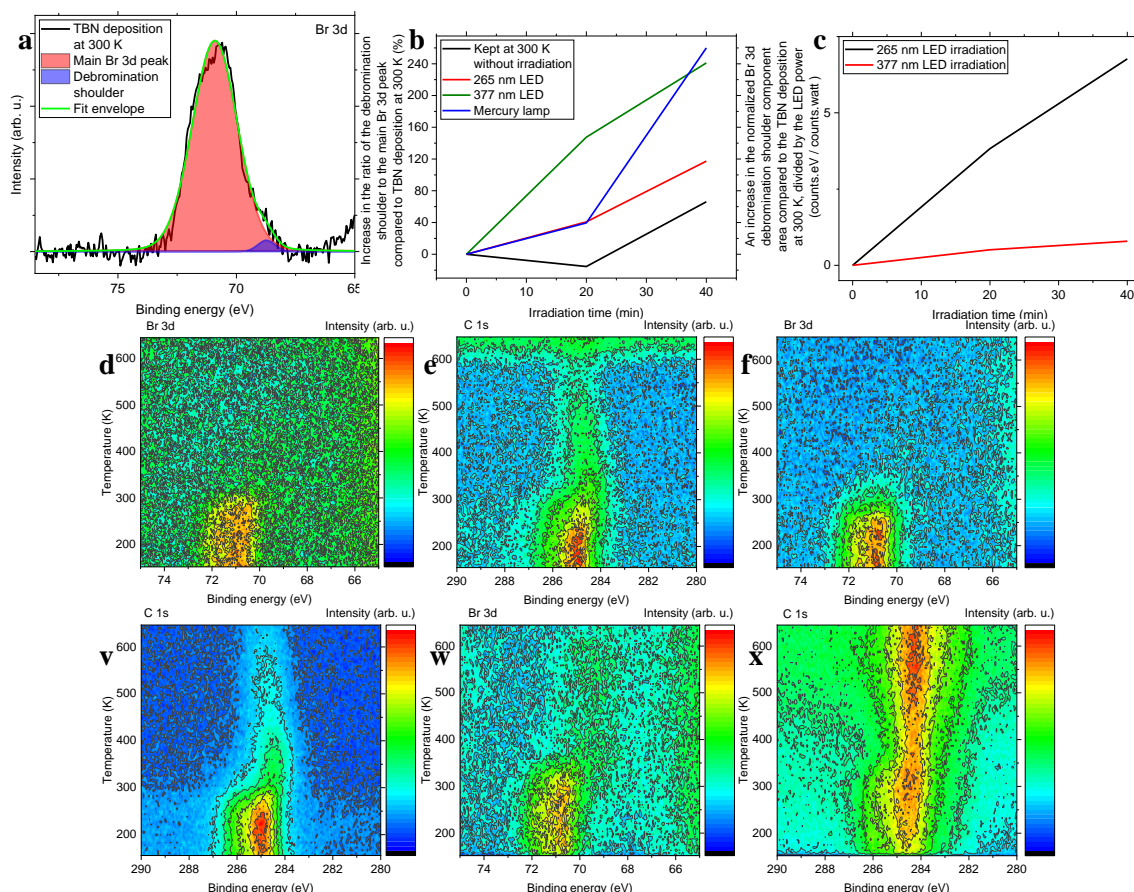 a
TBN deposition
at 300 K
Main Br 3d peak
Debromination
shoulder
Fit envelope
Br 3d
Intensity (arb. u.)
75
70
65
Binding energy (eV)
b
Kept at 300 K
without irradiation
265 nm LED
377 nm LED
Mercury lamp
Increase in the ratio of the debromination
shoulder to the main Br 3d peak
compared to TBN deposition at 300 K (%)
240
200
160
120
80
40
0
0
10
20
30
40
Irradiation time (min)
c
265 nm LED irradiation
377 nm LED irradiation
An increase in the normalized Br 3d
debromination shoulder component
area compared to the TBN deposition
at 300 K, divided by the LED power
(counts.eV / counts.watt)
5
0
0
10
20
30
40
Irradiation time (min)
d
Br 3d
Intensity (arb. u.)
Temperature (K)
600
500
400
300
200
74
72
70
68
66
Binding energy (eV)
e
C 1s
Intensity (arb. u.)
Temperature (K)
600
500
400
300
200
290
288
286
284
282
280
Binding energy (eV)
f
Br 3d
Intensity (arb. u.)
Temperature (K)
600
500
400
300
200
74
72
70
68
66
Binding energy (eV)
v
C 1s
Intensity (arb. u.)
Temperature (K)
600
500
400
300
200
290
288
286
284
282
280
Binding energy (eV)
w
Br 3d
Intensity (arb. u.)
Temperature (K)
600
500
400
300
200
74
72
70
68
66
Binding energy (eV)
x
C 1s
Intensity (arb. u.)
Temperature (K)
600
500
400
300
200
290
288
286
284
282
280
Binding energy (eV)